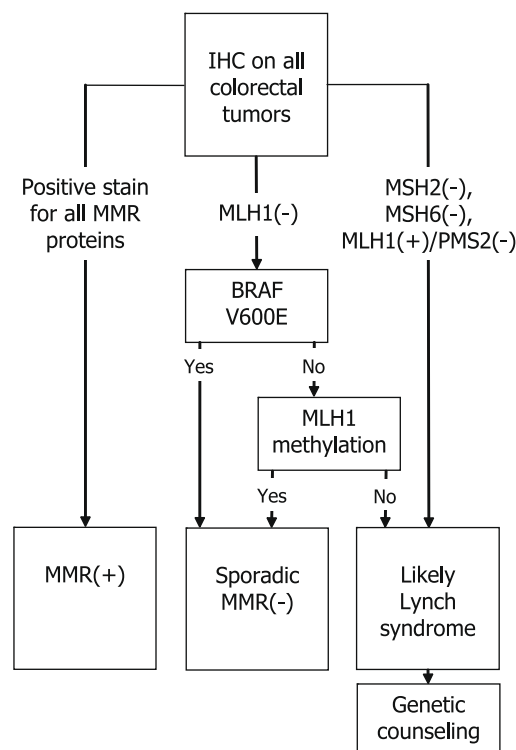 IHC on all
colorectal
tumors
Positive stain
for all MMR
proteins
MLH1(-)
MSH2(-),
MSH6(-),
MLH1(+)/PMS2(-)
BRAF
V600E
Yes
No
MLH1
methylation
Yes
No
MMR(+)
Sporadic
MMR(-)
Likely
Lynch
syndrome
Genetic
counseling